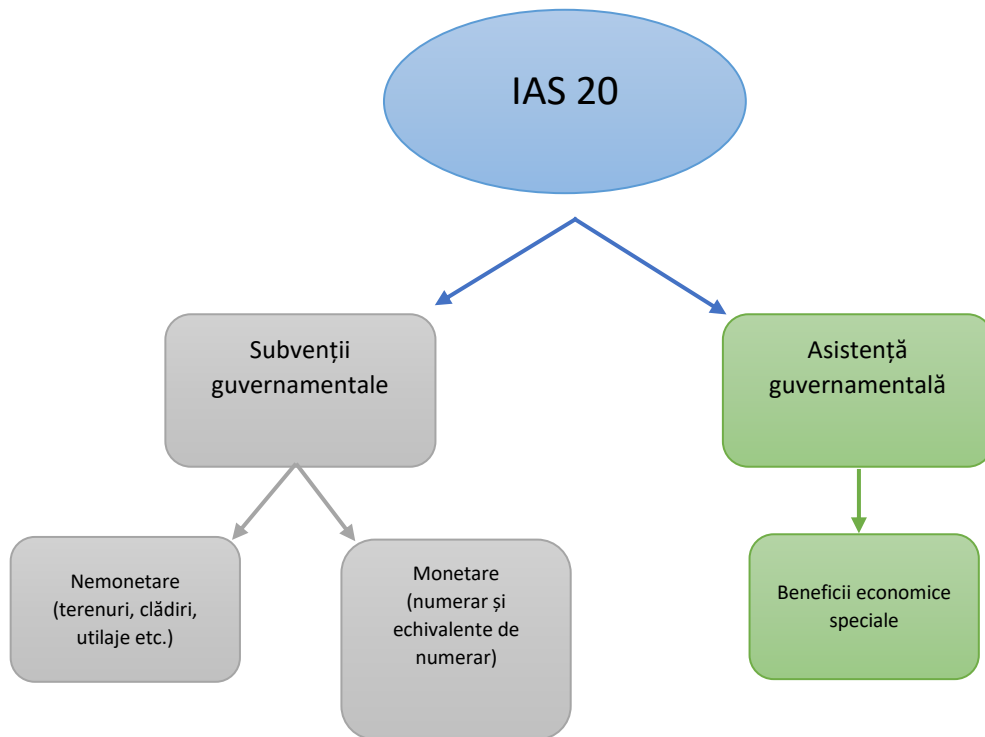 IAS 20
Subvenții
guvernamentale
Asistență
guvernamentală
Nemonetare
(terenuri, clădiri,
utilaje etc.)
Monetare
(numerar și
echivalente de
numerar)
Beneficii economice
speciale